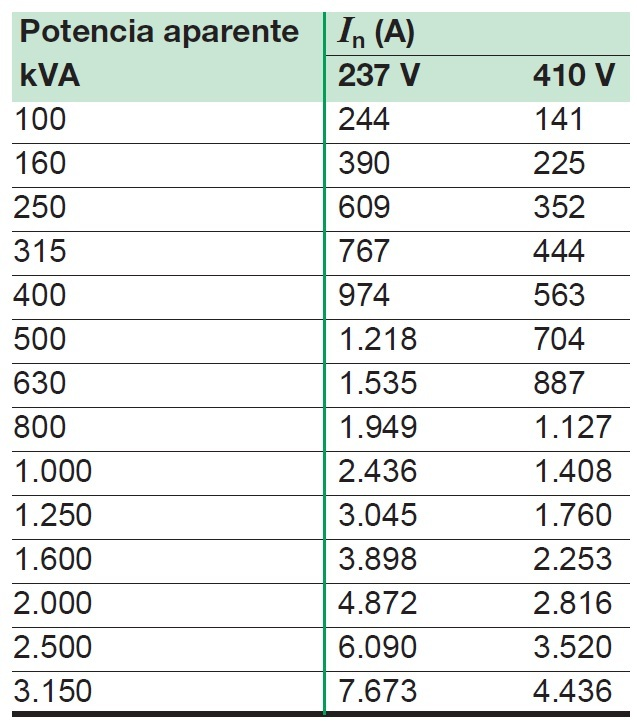 Potencia aparente In (A)
kVA 237 V 410 V
100 244 141
160 390 225
250 609 352
315 767 444
400 974 563
500 1.218 704
630 1.535 887
800 1.949 1.127
1.000 2.436 1.408
1.250 3.045 1.760
1.600 3.898 2.253
2.000 4.872 2.816
2.500 6.090 3.520
3.150 7.673 4.436